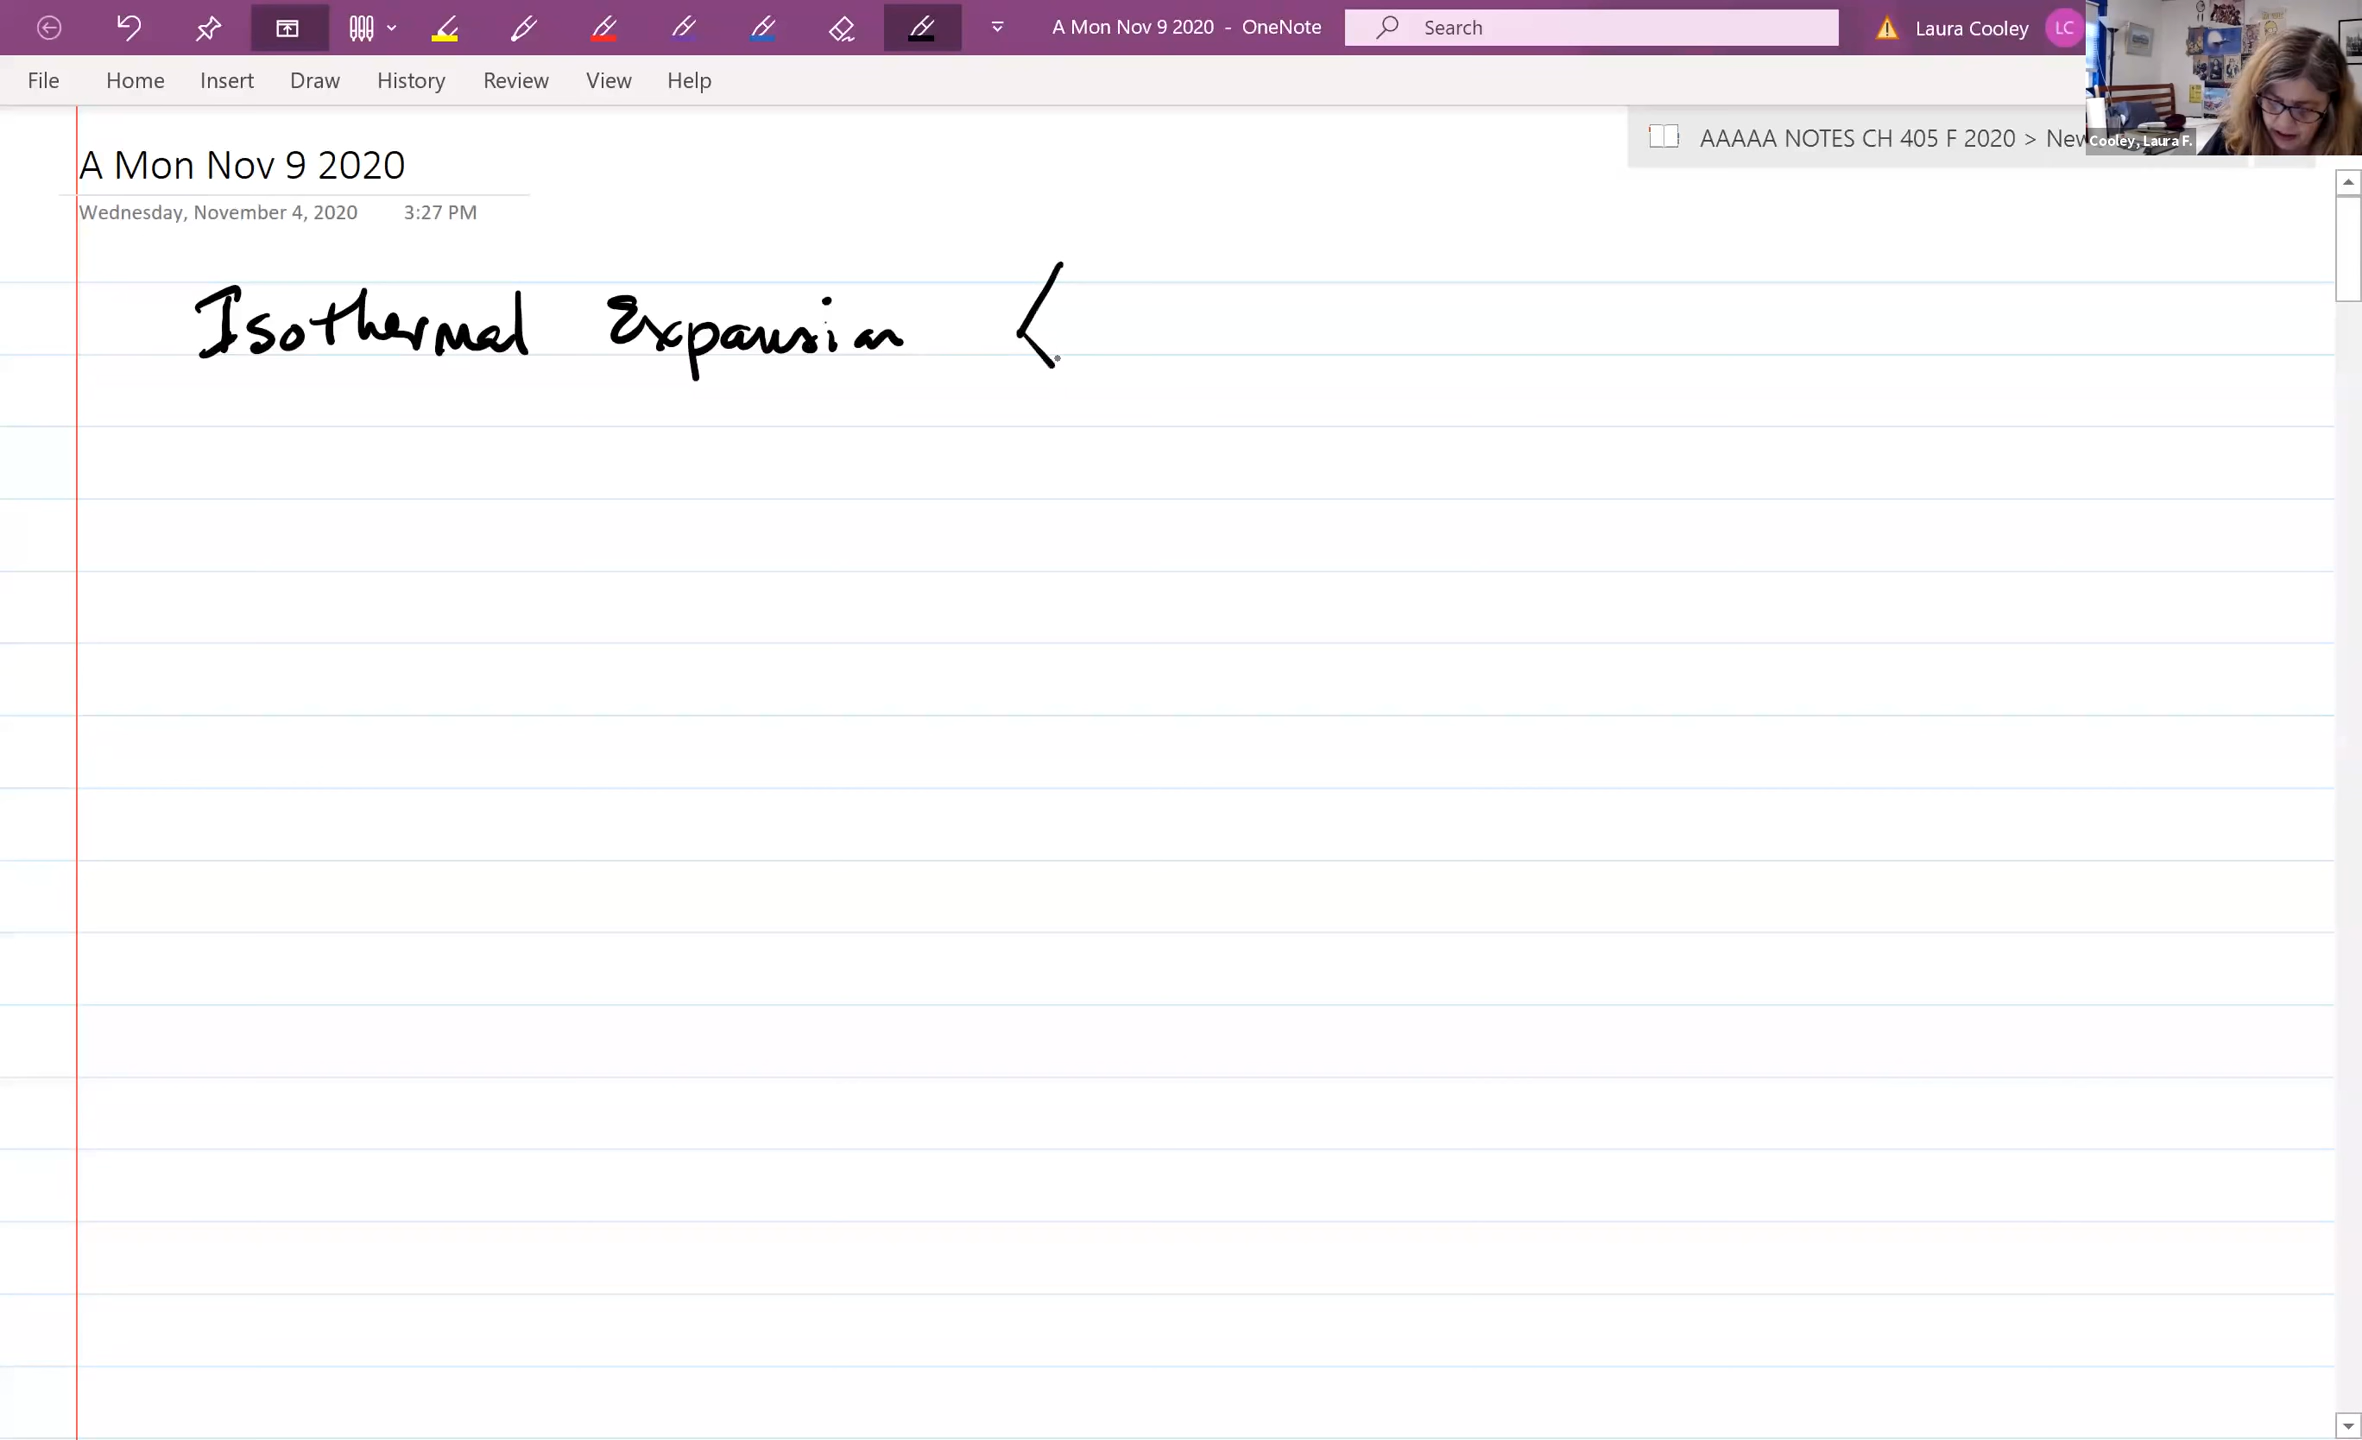 A Mon Nov 9 2020 - OneNote
Search
Laura Cooley
LC
File Home Insert Draw History Review View Help
AAAAA NOTES CH 405 F 2020 > New
Cooley, Laura F.
A Mon Nov 9 2020
Wednesday, November 4, 2020 3:27 PM
Isothermal Expansion <